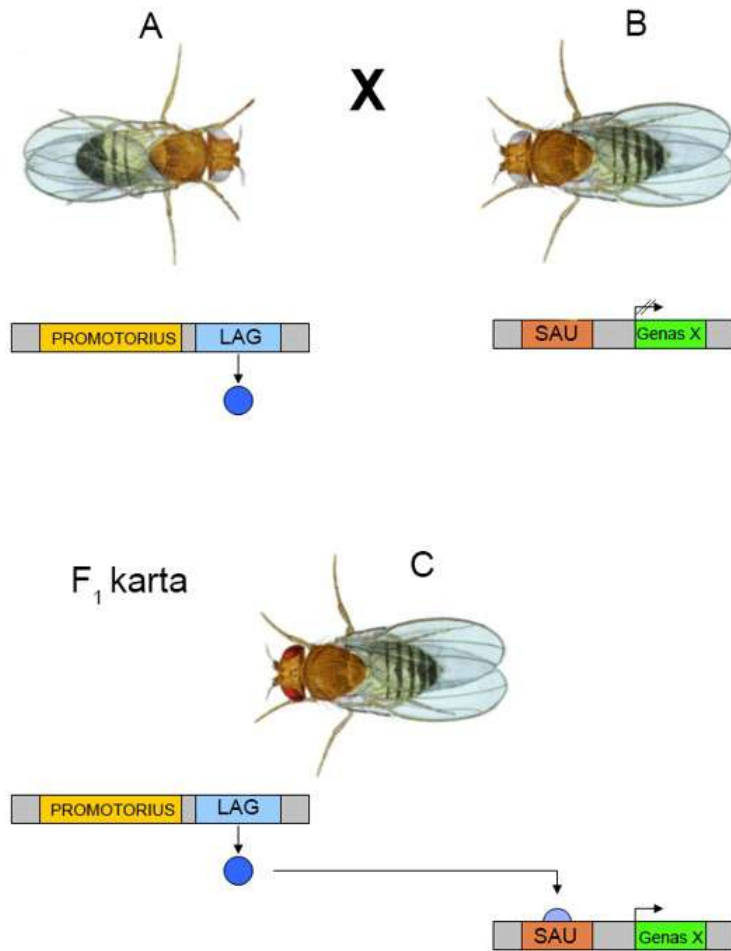 A
X
B
PROMOTORIUS LAG
SAU Genas X
F₁ karta
C
PROMOTORIUS LAG
SAU Genas X